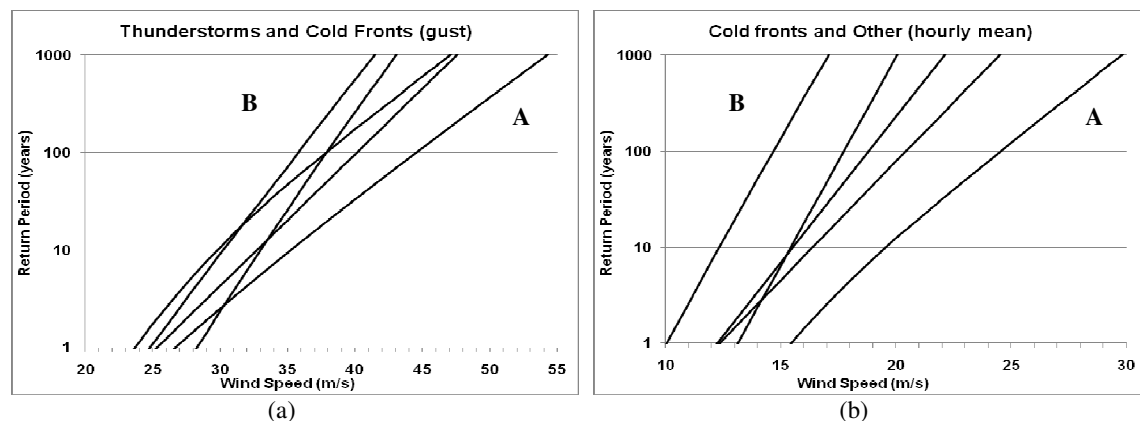 Thunderstorms and Cold Fronts (gust)
1000
100
10
1
Return Period (years)
B
A
20 25 30 35 40 45 50 55
Wind Speed (m/s)
(a)
Cold fronts and Other (hourly mean)
1000
100
10
1
Return Period (years)
B
A
10 15 20 25 30
Wind Speed (m/s)
(b)